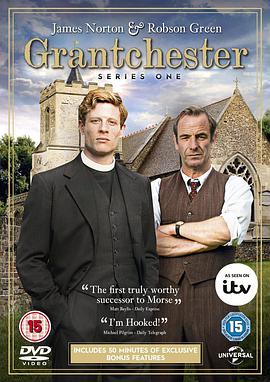 James Norton & Robson Green
Grantchester
SERIES ONE
"The first truly worthy
successor to Morse"
Matt Baylis - Daily Express
"I'm Hooked!"
Michael Pilgrim - Daily Telegraph
AS SEEN ON
itv
15
DVD
VIDEO
INCLUDES 50 MINUTES OF EXCLUSIVE
BONUS FEATURES
15
UNIVERSAL